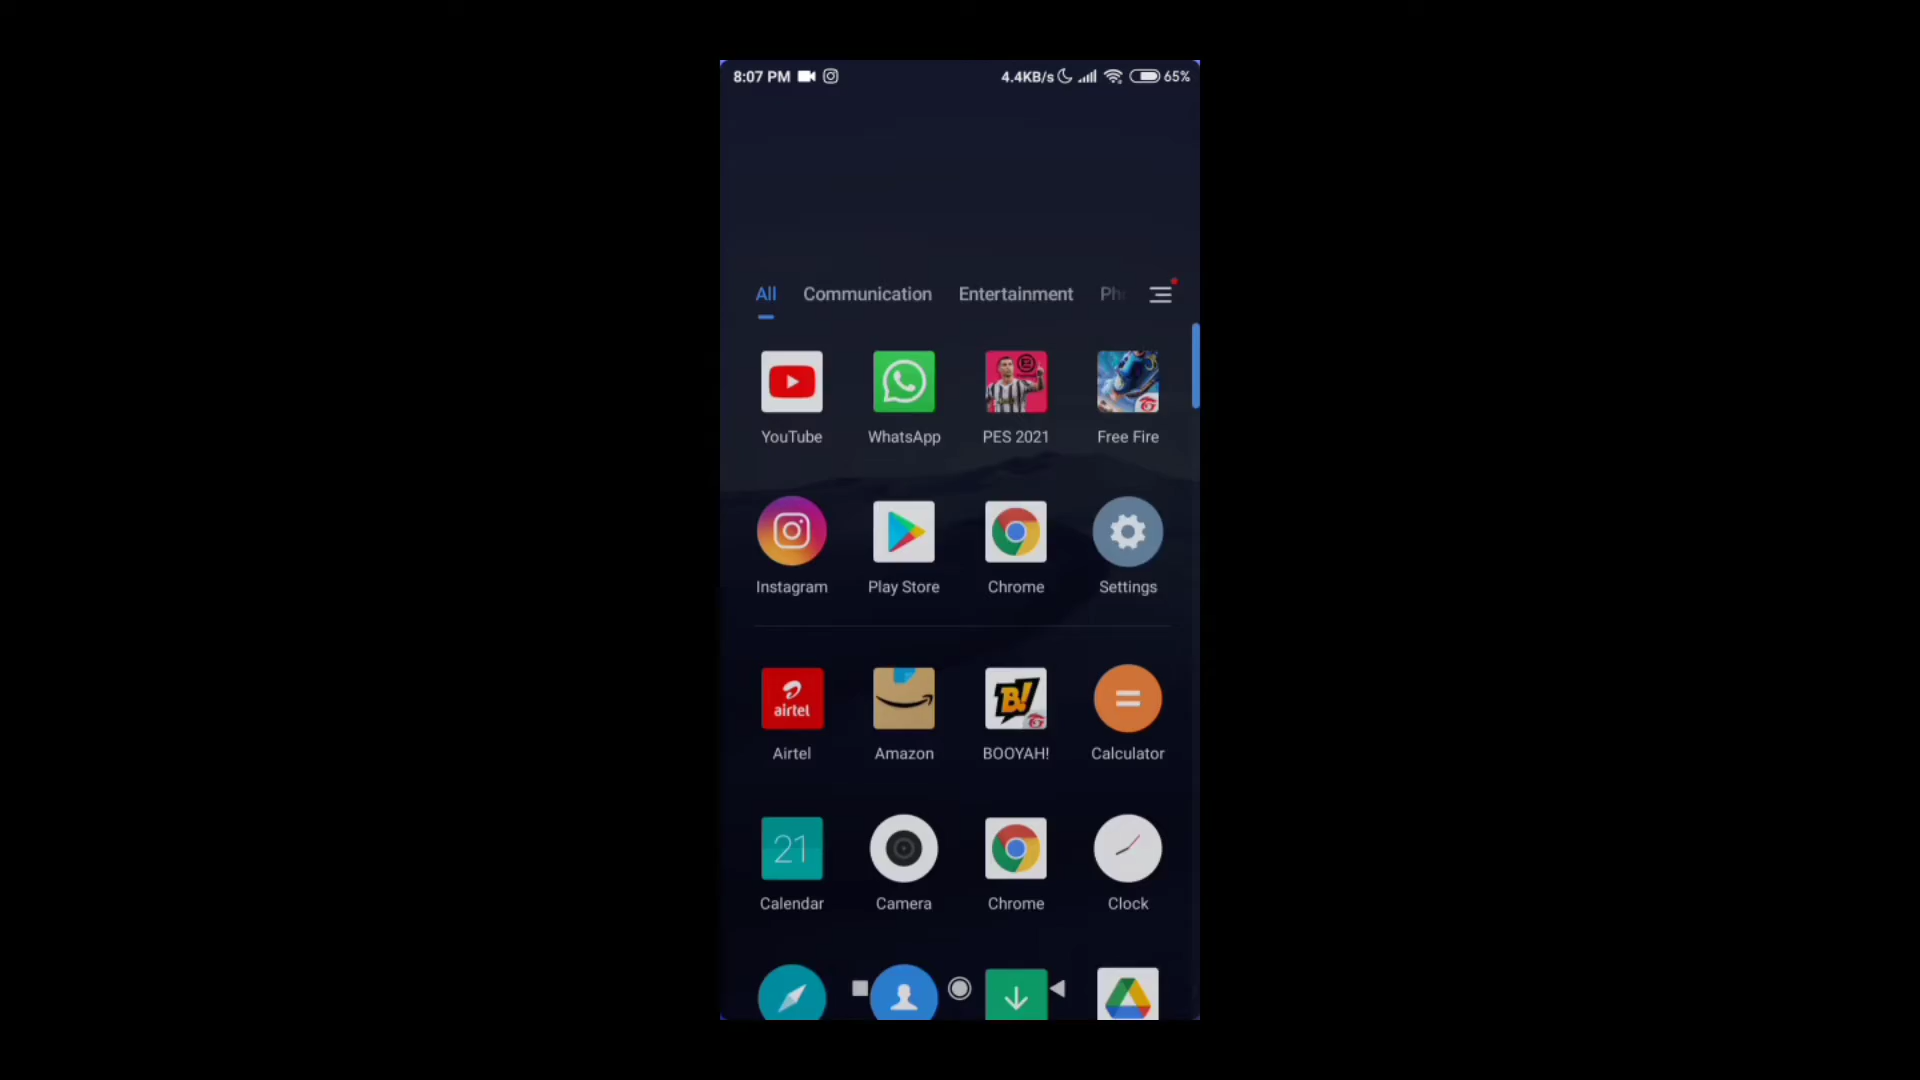 8:07 PM 4.4KB/s 65%
All Communication Entertainment
YouTube WhatsApp PES 2021 Free Fire
Instagram Play Store Chrome Settings
airtel B!
Airtel Amazon BOOYAH! Calculator
21
Calendar Camera Chrome Clock